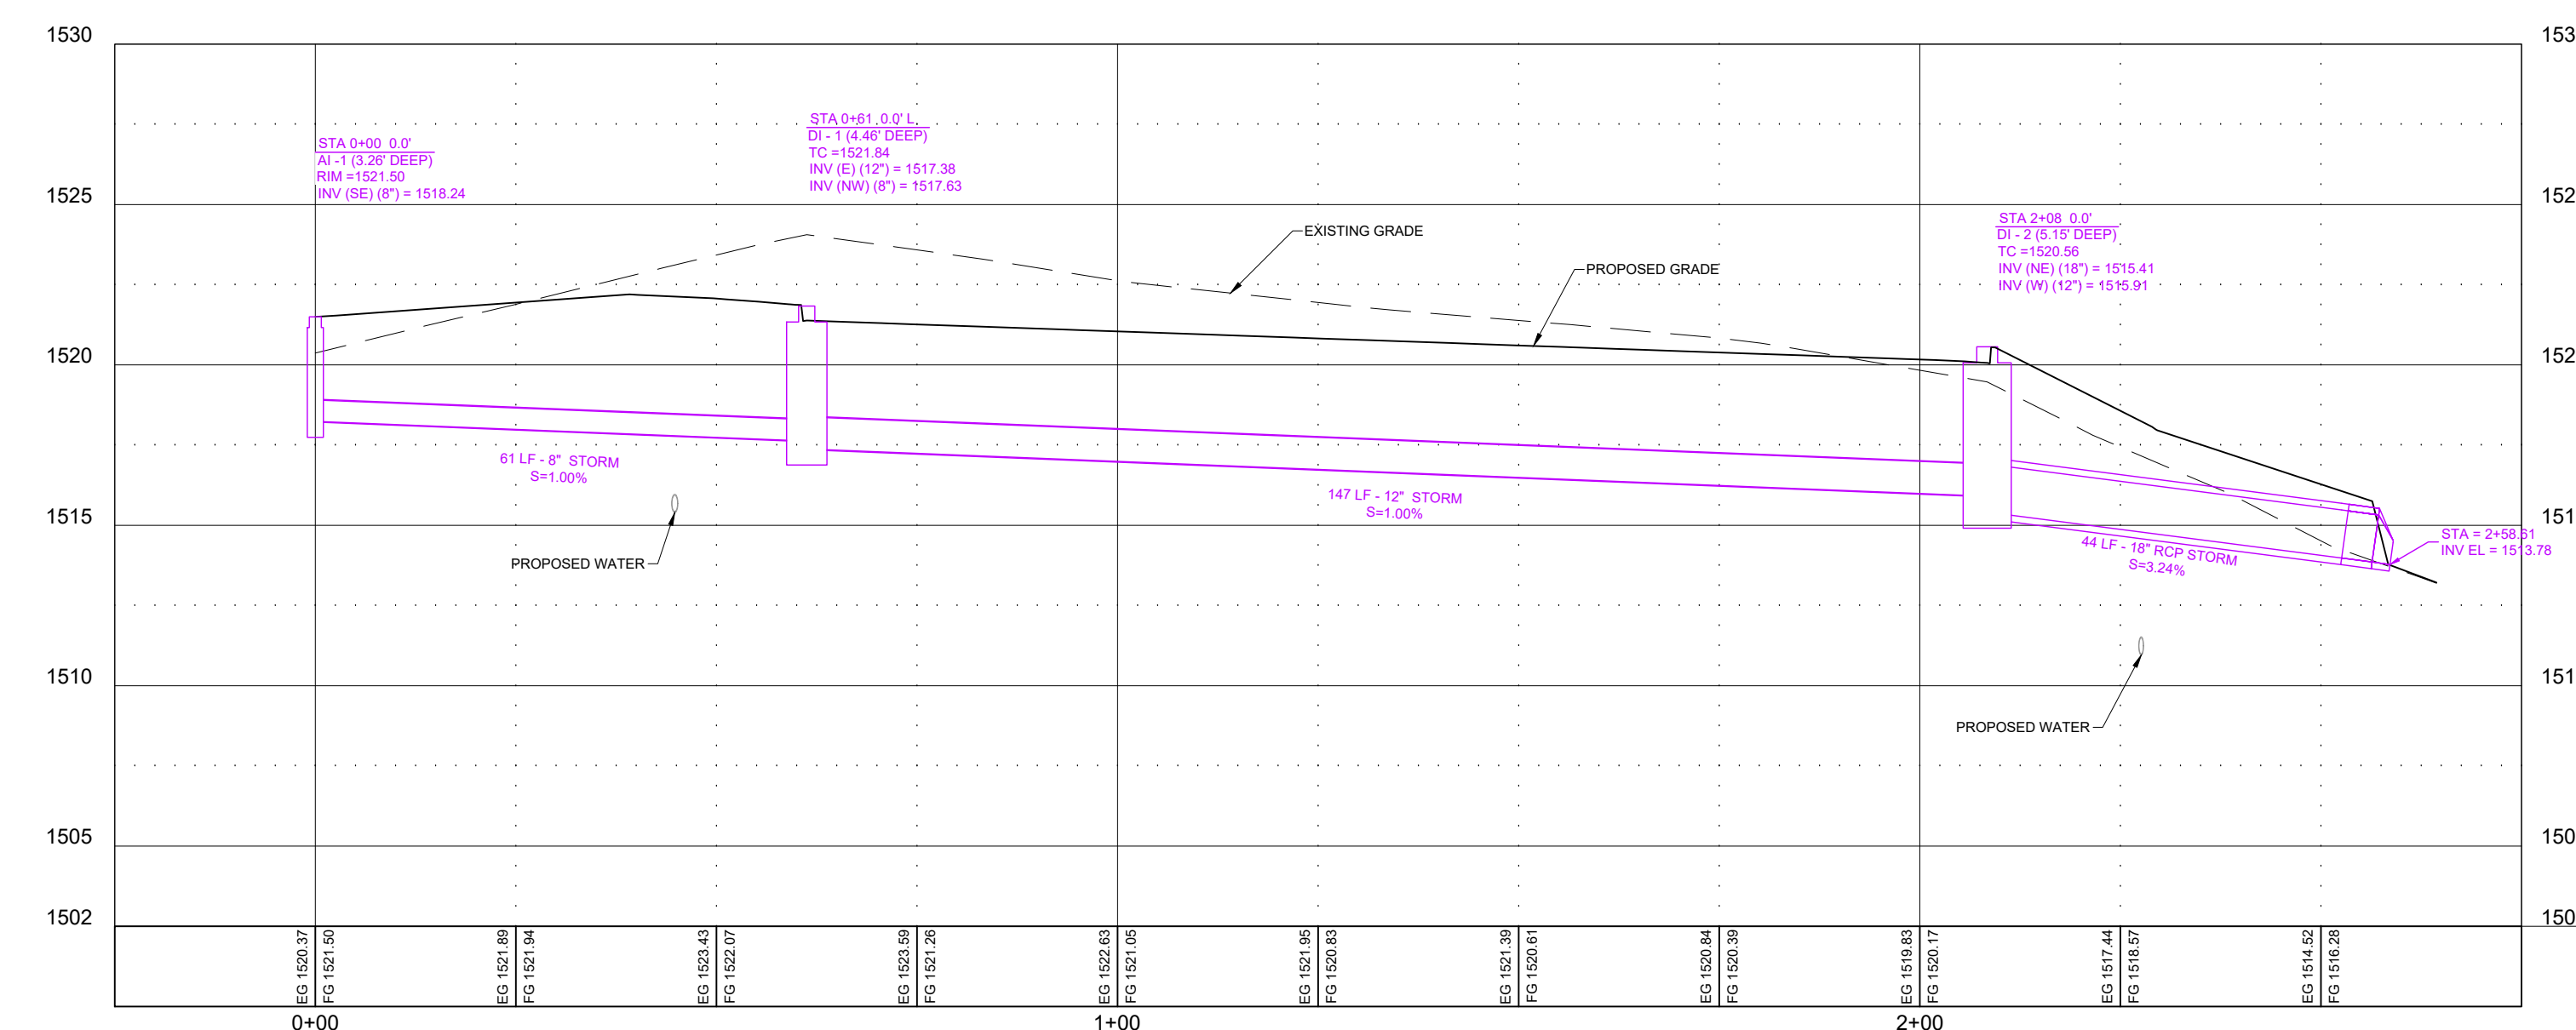 1530
153
STA 0+00 0.0'
AI -1 (3.26' DEEP)
RIM =1521.50
INV (SE) (8") = 1518.24
STA 0+61 0.0' L
DI - 1 (4.46' DEEP)
TC =1521.84
INV (E) (12") = 1517.38
INV (NW) (8") = 1517.63
1525
152
STA 2+08 0.0'
DI - 2 (5.15' DEEP)
TC =1520.56
INV (NE) (18") = 1515.41
INV (W) (12") = 1515.91
EXISTING GRADE
PROPOSED GRADE
1520
152
61 LF - 8" STORM
S=1.00%
147 LF - 12" STORM
S=1.00%
1515
151
44 LF - 18" RCP STORM
S=3.24%
STA = 2+58.61
INV EL = 1513.78
PROPOSED WATER
1510
151
PROPOSED WATER
1505
150
1502
150
EG 1520.37
FG 1521.50
EG 1521.89
FG 1521.94
EG 1523.43
FG 1522.07
EG 1523.59
FG 1521.26
EG 1522.63
FG 1521.05
EG 1521.95
FG 1520.83
EG 1521.39
FG 1520.61
EG 1520.84
FG 1520.39
EG 1519.83
FG 1520.17
EG 1517.44
FG 1518.57
EG 1514.52
FG 1516.28
0+00
1+00
2+00